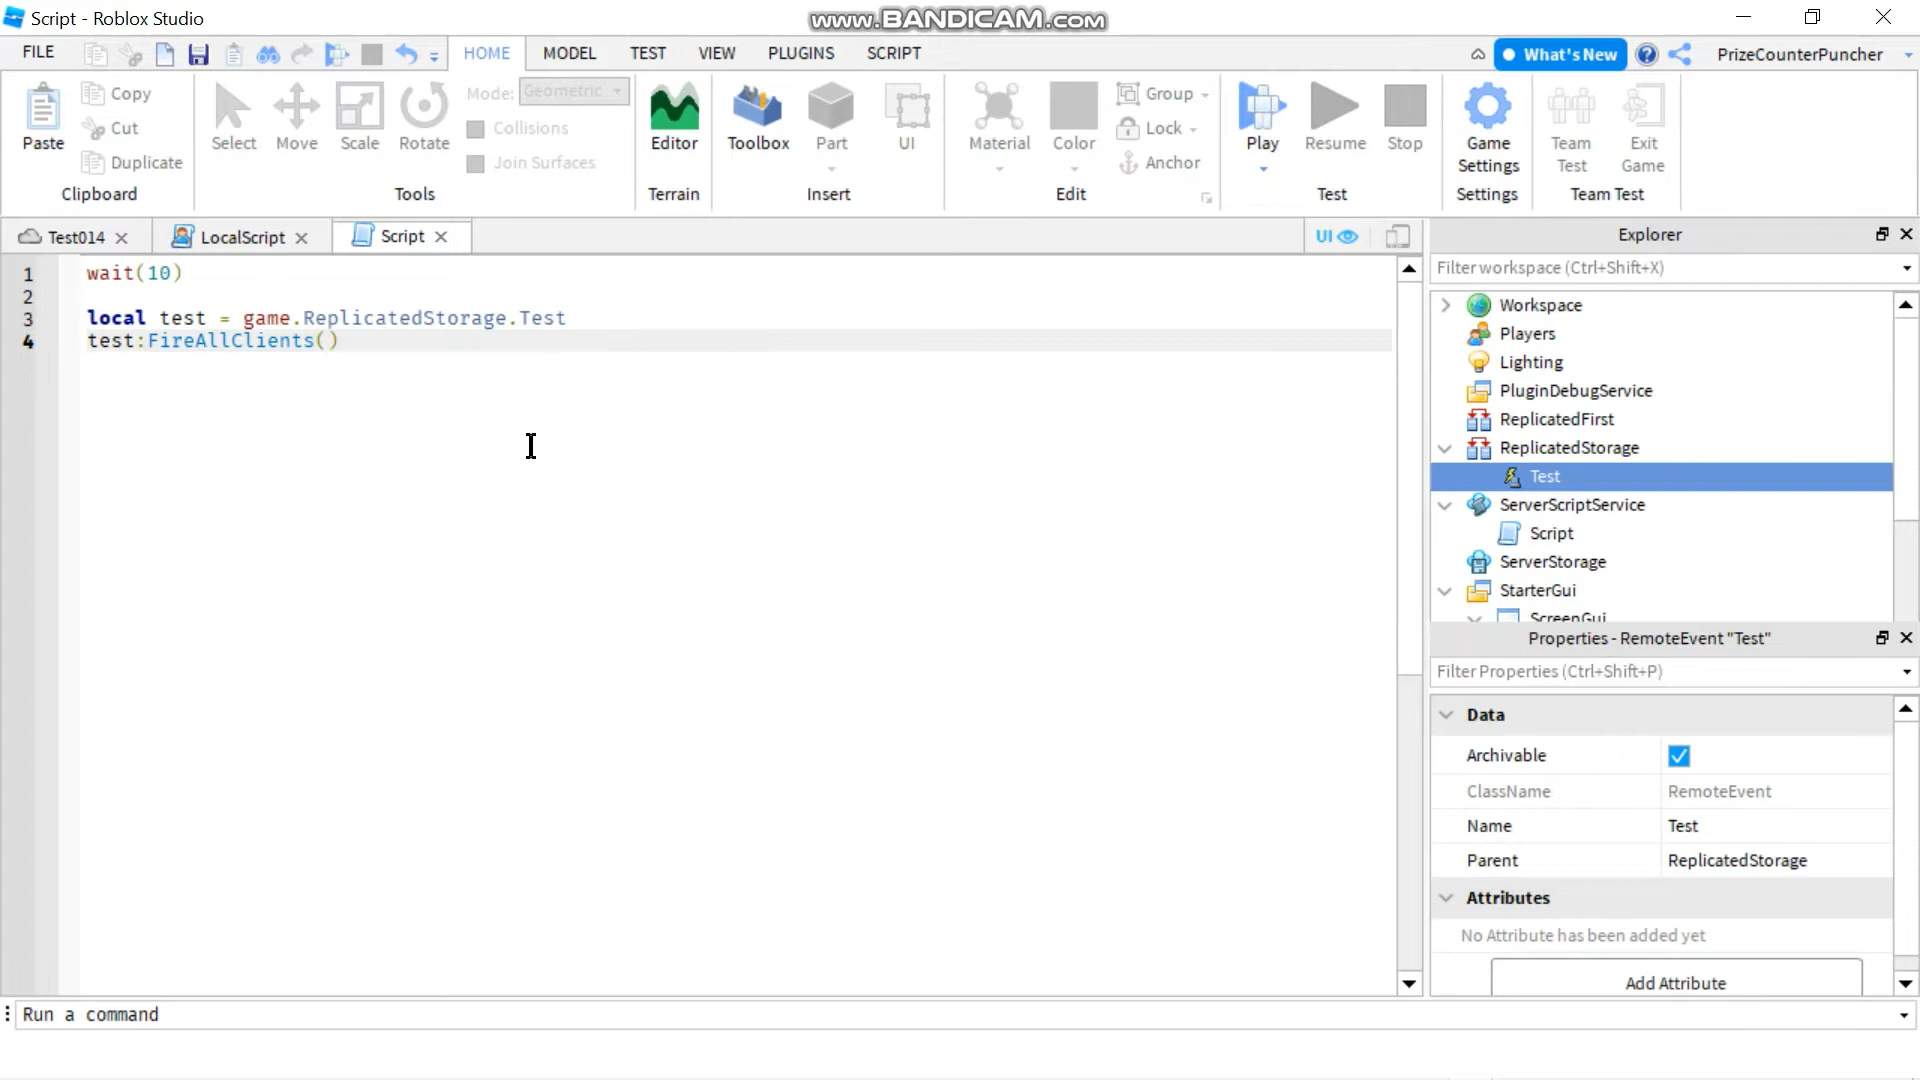 Script - Roblox Studio
www.BANDICAM.com
FILE
HOME
MODEL
TEST
VIEW
PLUGINS
SCRIPT
What's New
PrizeCounterPuncher
Paste
Copy
Cut
Duplicate
Clipboard
Select
Move
Scale
Rotate
Mode: Geometric
Collisions
Join Surfaces
Tools
Editor
Terrain
Toolbox
Part
UI
Insert
Material
Color
Group
Lock
Anchor
Edit
Play
Resume
Stop
Test
Game
Settings
Settings
Team
Test
Exit
Game
Team Test
Test014
LocalScript
Script
UI
1 wait(10)
2
3 local test = game.ReplicatedStorage.Test
4 test:FireAllClients()
Explorer
Filter workspace (Ctrl+Shift+X)
Workspace
Players
Lighting
PluginDebugService
ReplicatedFirst
ReplicatedStorage
Test
ServerScriptService
Script
ServerStorage
StarterGui
ScreenGui
Properties - RemoteEvent "Test"
Filter Properties (Ctrl+Shift+P)
Data
Archivable
ClassName RemoteEvent
Name Test
Parent ReplicatedStorage
Attributes
No Attribute has been added yet
Add Attribute
Run a command